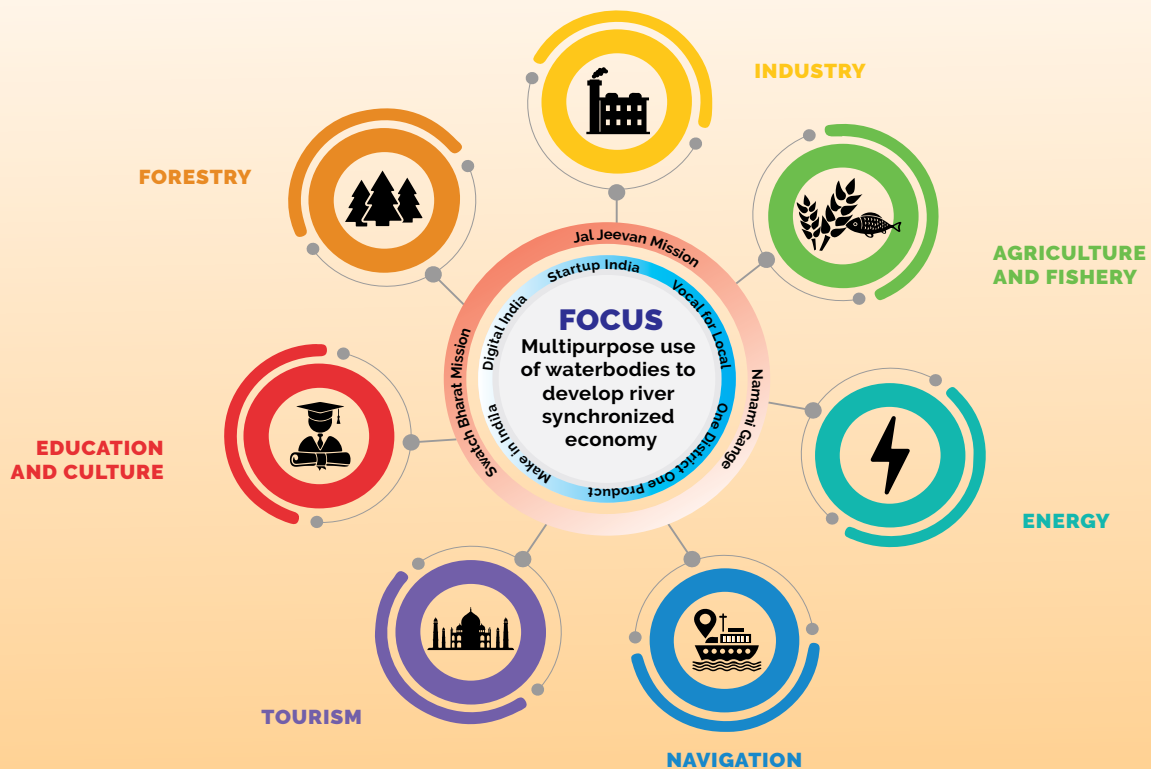 INDUSTRY
FORESTRY
AGRICULTURE
AND FISHERY
Jal Jeevan Mission
Swatch Bharat Mission
Namami Gange
Startup India
Digital India
Vocal for Local
Make in Indiia
One District One Product
FOCUS
Multipurpose use
of waterbodies to
develop river
synchronized
economy
EDUCATION
AND CULTURE
ENERGY
TOURISM
NAVIGATION